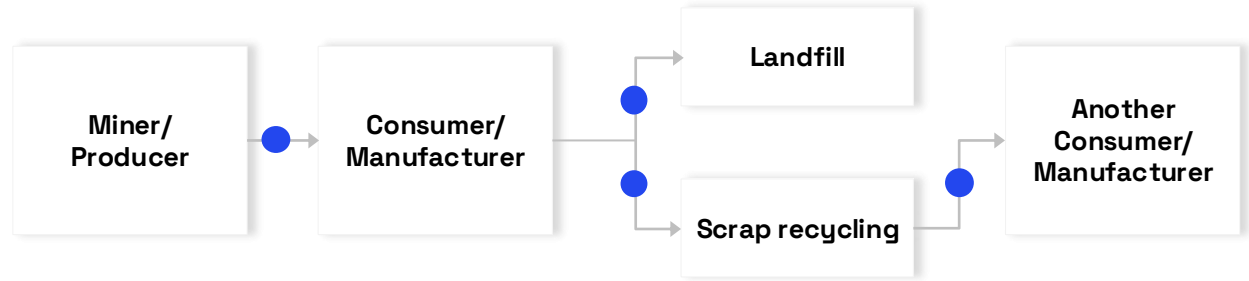 Miner/
Producer
Consumer/
Manufacturer
Landfill
Scrap recycling
Another
Consumer/
Manufacturer